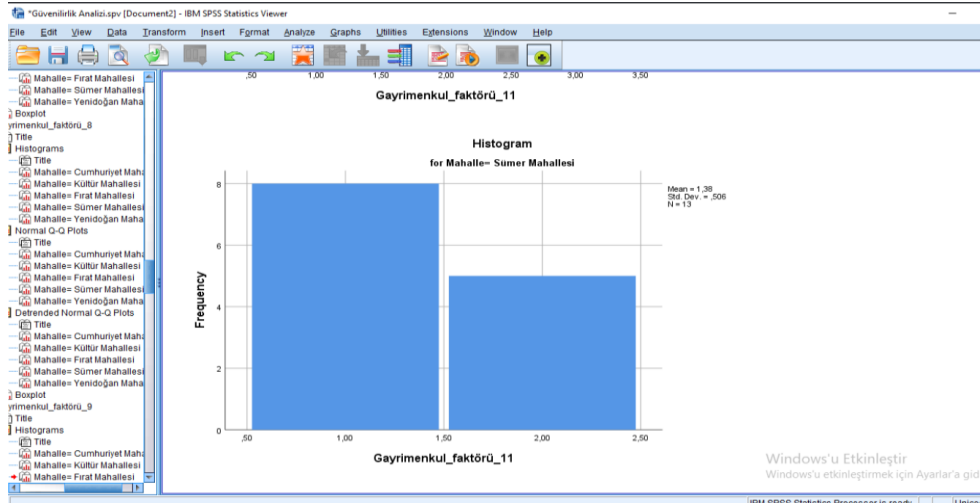 *Güvenilirlik Analizi.spv [Document2] - IBM SPSS Statistics Viewer
File Edit View Data Transform Insert Format Analyze Graphs Utilities Extensions Window Help
Mahalle= Fırat Mahallesi
Mahalle= Sümer Mahallesi
Mahalle= Yenidoğan Maha
Boxplot
yrimenkul_faktörü_8
Title
Histograms
Title
Mahalle= Cumhuriyet Maha
Mahalle= Kültür Mahallesi
Mahalle= Fırat Mahallesi
Mahalle= Sümer Mahallesi
Mahalle= Yenidoğan Maha
Normal Q-Q Plots
Title
Mahalle= Cumhuriyet Maha
Mahalle= Kültür Mahallesi
Mahalle= Fırat Mahallesi
Mahalle= Sümer Mahallesi
Mahalle= Yenidoğan Maha
Detrended Normal Q-Q Plots
Title
Mahalle= Cumhuriyet Maha
Mahalle= Kültür Mahallesi
Mahalle= Fırat Mahallesi
Mahalle= Sümer Mahallesi
Mahalle= Yenidoğan Maha
Boxplot
yrimenkul_faktörü_9
Title
Histograms
Title
Mahalle= Cumhuriyet Maha
Mahalle= Kültür Mahallesi
Mahalle= Fırat Mahallesi
,50 1,00 1,50 2,00 2,50 3,00 3,50
Gayrimenkul_faktörü_11
Histogram
for Mahalle= Sümer Mahallesi
Mean = 1,38
Std. Dev. = ,506
N = 13
Frequency
8
6
4
2
0
,50 1,00 1,50 2,00 2,50
Gayrimenkul_faktörü_11
Windows'u Etkinleştir
Windows'u etkinleştirmek için Ayarlar'a gid
IBM SPSS Statistics Processor is ready